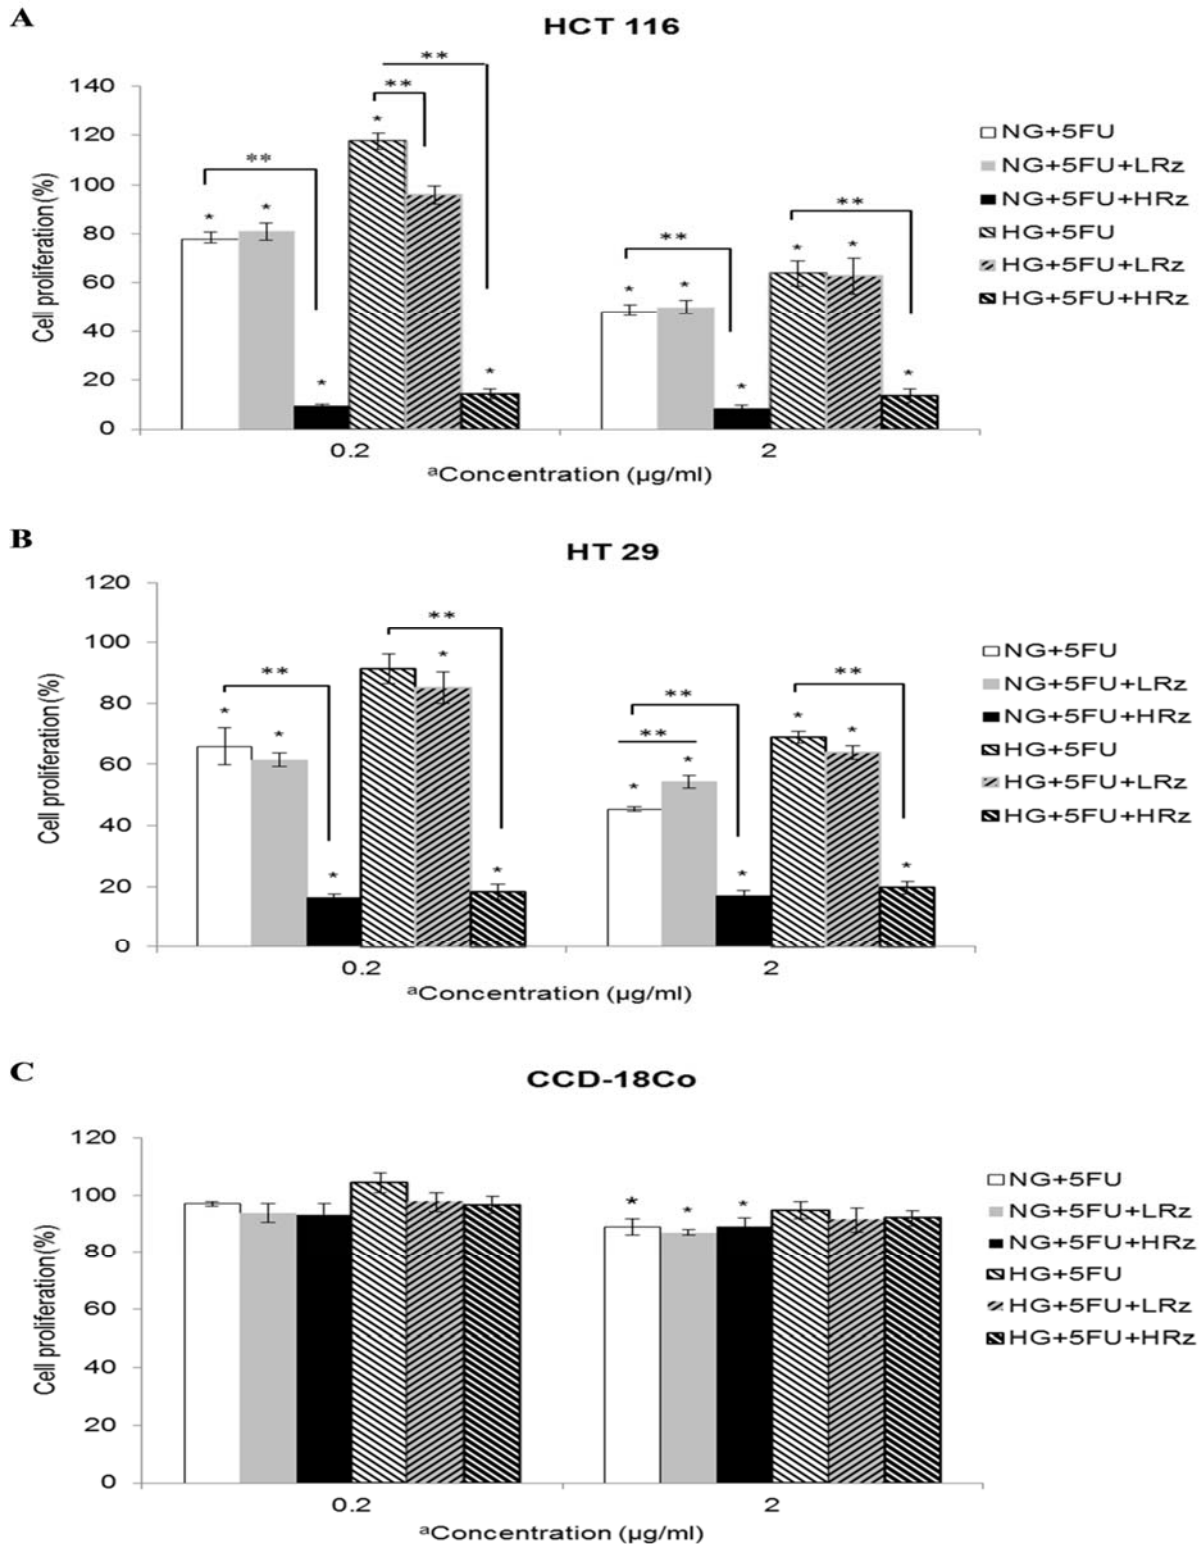 A
HCT 116
**
**
140
120
100
80
60
40
20
0
Cell proliferation (%)
**
*
*
*
*
*
**
**
*
*
*
*
*
*
0.2
2
ᵃConcentration (µg/ml)
NG+5FU
NG+5FU+LRz
NG+5FU+HRz
HG+5FU
HG+5FU+LRz
HG+5FU+HRz
B
HT 29
120
100
80
60
40
20
0
Cell proliferation (%)
**
**
*
*
*
*
*
**
**
**
*
*
*
*
*
*
0.2
2
ᵃConcentration (µg/ml)
NG+5FU
NG+5FU+LRz
NG+5FU+HRz
HG+5FU
HG+5FU+LRz
HG+5FU+HRz
C
CCD-18Co
120
100
80
60
40
20
0
Cell proliferation (%)
*
*
*
0.2
2
ᵃConcentration (µg/ml)
NG+5FU
NG+5FU+LRz
NG+5FU+HRz
HG+5FU
HG+5FU+LRz
HG+5FU+HRz